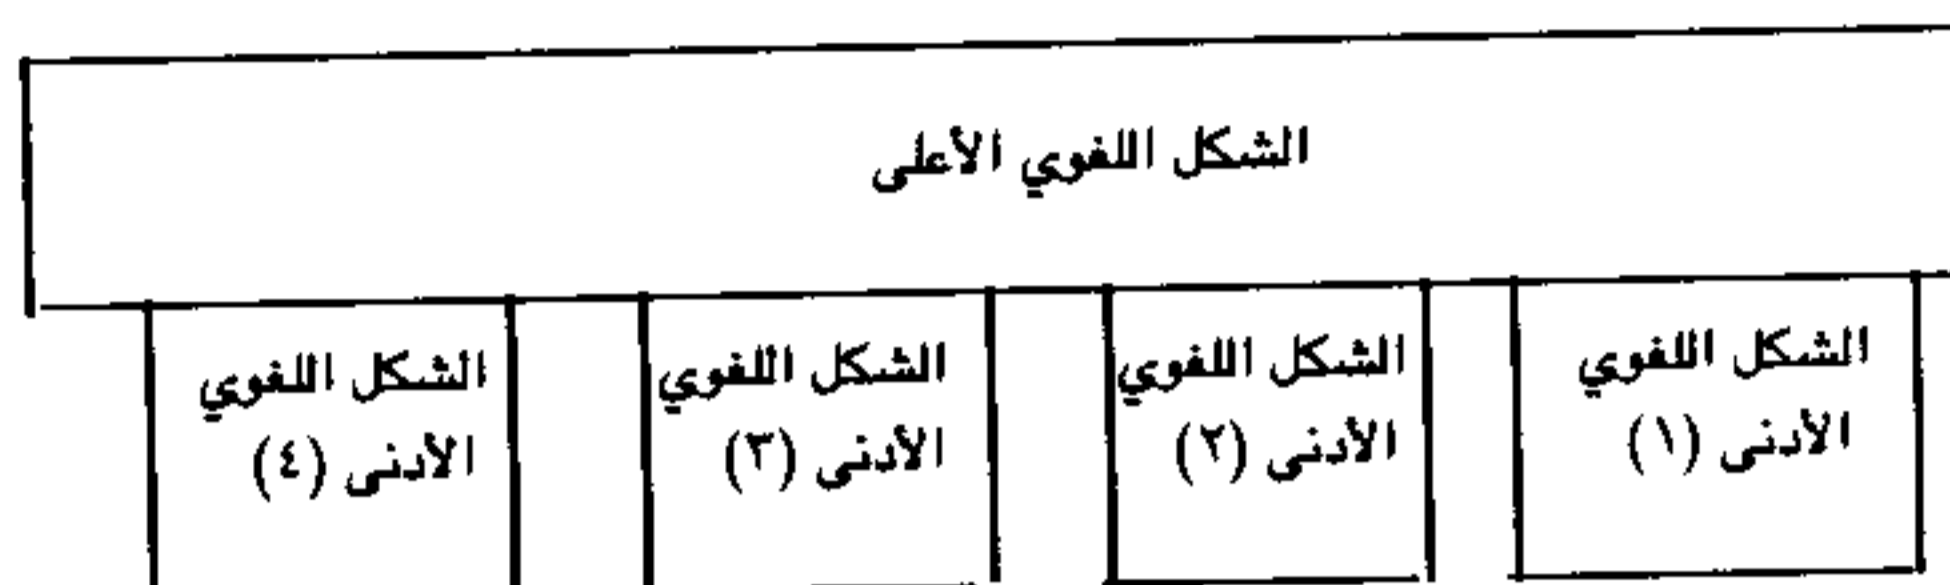 الشكل اللغوي الأعلى
الشكل اللغوي
الأدنى (١)
الشكل اللغوي
الأدنى (٢)
الشكل اللغوي
الأدنى (٣)
الشكل اللغوي
الأدنى (٤)